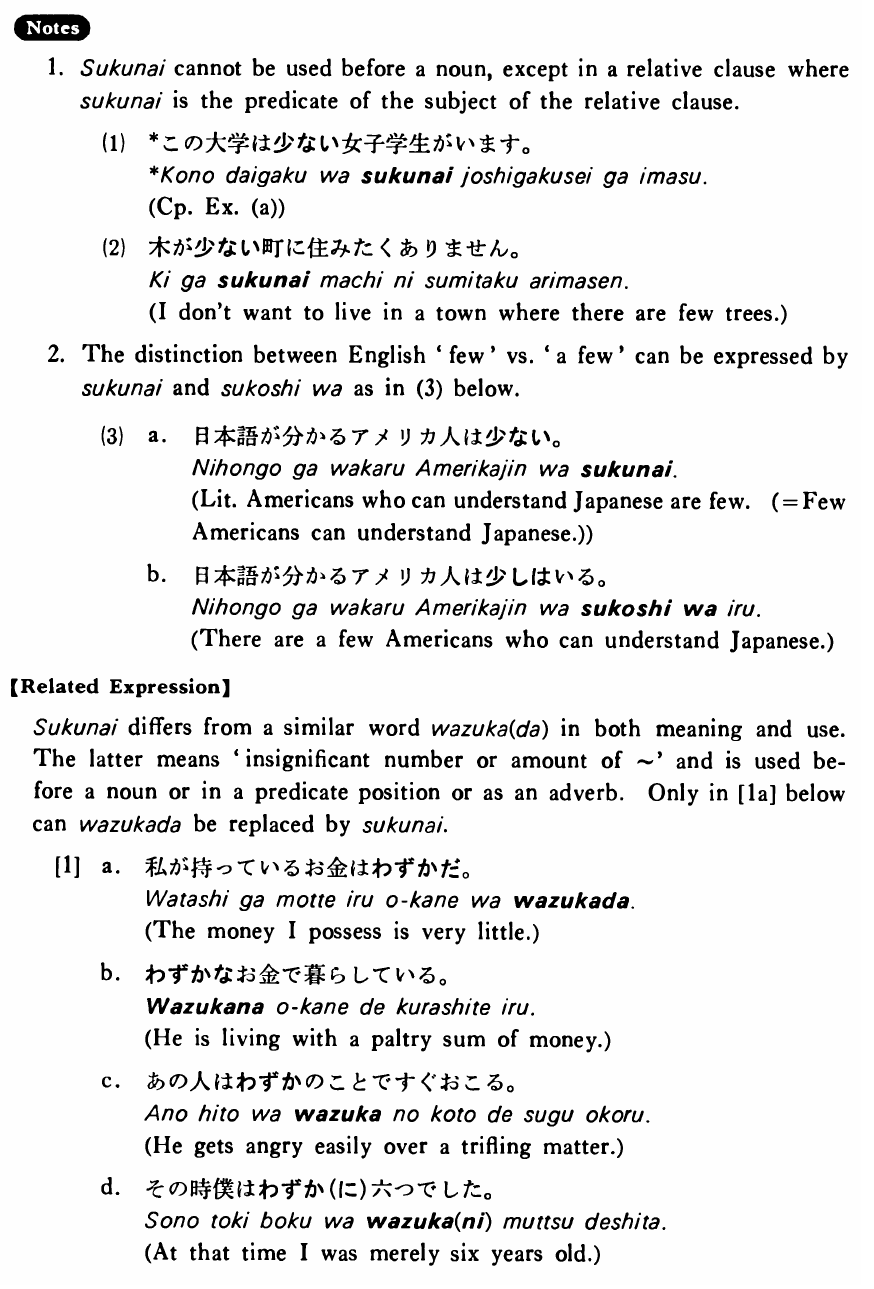 Notes
1. Sukunai cannot be used before a noun, except in a relative clause where
sukunai is the predicate of the subject of the relative clause.
(1) *この大学は少ない女子学生がいます。
*Kono daigaku wa sukunai joshigakusei ga imasu.
(Cp. Ex. (a))
(2) 木が少ない町に住みたくありません。
Ki ga sukunai machi ni sumitaku arimasen.
(I don't want to live in a town where there are few trees.)
2. The distinction between English ‘few’ vs. ‘a few’ can be expressed by
sukunai and sukoshi wa as in (3) below.
(3) a. 日本語が分かるアメリカ人は少ない。
Nihongo ga wakaru Amerikajin wa sukunai.
(Lit. Americans who can understand Japanese are few. (=Few
Americans can understand Japanese.))
b. 日本語が分かるアメリカ人は少しはいる。
Nihongo ga wakaru Amerikajin wa sukoshi wa iru.
(There are a few Americans who can understand Japanese.)
【Related Expression】
Sukunai differs from a similar word wazuka(da) in both meaning and use.
The latter means ‘insignificant number or amount of ~’ and is used be-
fore a noun or in a predicate position or as an adverb. Only in [1a] below
can wazukada be replaced by sukunai.
[1] a. 私が持っているお金はわずかだ。
Watashi ga motte iru o-kane wa wazukada.
(The money I possess is very little.)
b. わずかなお金で暮らしている。
Wazukana o-kane de kurashite iru.
(He is living with a paltry sum of money.)
c. あの人はわずかのことですぐおこる。
Ano hito wa wazuka no koto de sugu okoru.
(He gets angry easily over a trifling matter.)
d. その時僕はわずか(に)六つでした。
Sono toki boku wa wazuka(ni) muttsu deshita.
(At that time I was merely six years old.)